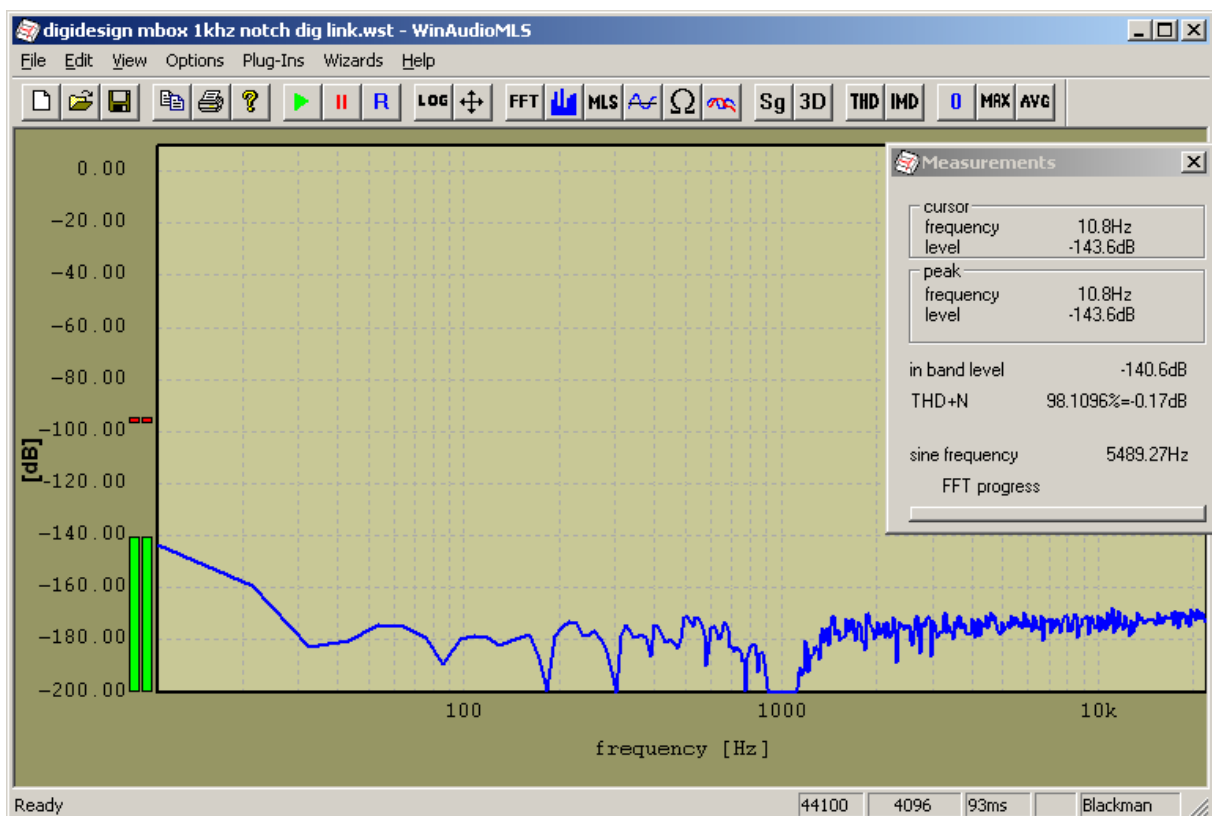 digidesign mbox 1khz notch dig link.wst - WinAudioMLS
File Edit View Options Plug-Ins Wizards Help
R LOG FFT MLS Ω Sg 3D THD IMD 0 MAX AVG
0.00
-20.00
-40.00
-60.00
-80.00
-100.00
-120.00
-140.00
-160.00
-180.00
-200.00
[dB]
100 1000 10k
frequency [Hz]
Measurements
cursor
frequency 10.8Hz
level -143.6dB
peak
frequency 10.8Hz
level -143.6dB
in band level -140.6dB
THD+N 98.1096%=-0.17dB
sine frequency 5489.27Hz
FFT progress
Ready 44100 4096 93ms Blackman